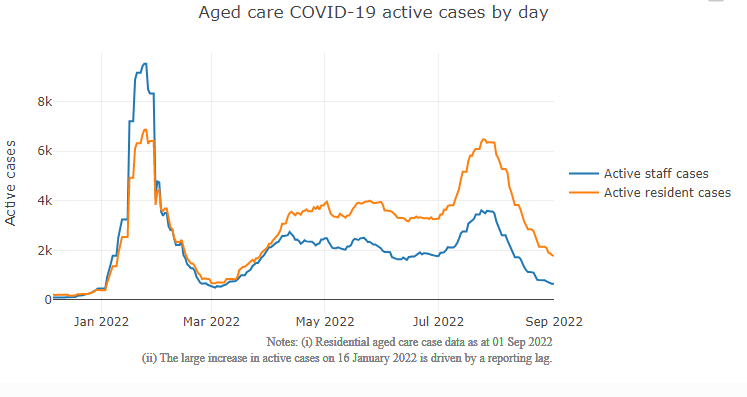 Aged care COVID-19 active cases by day
Active cases
8k
6k
4k
2k
0
Jan 2022 Mar 2022 May 2022 Jul 2022 Sep 2022
Active staff cases
Active resident cases
Notes: (i) Residential aged care case data as at 01 Sep 2022
(ii) The large increase in active cases on 16 January 2022 is driven by a reporting lag.